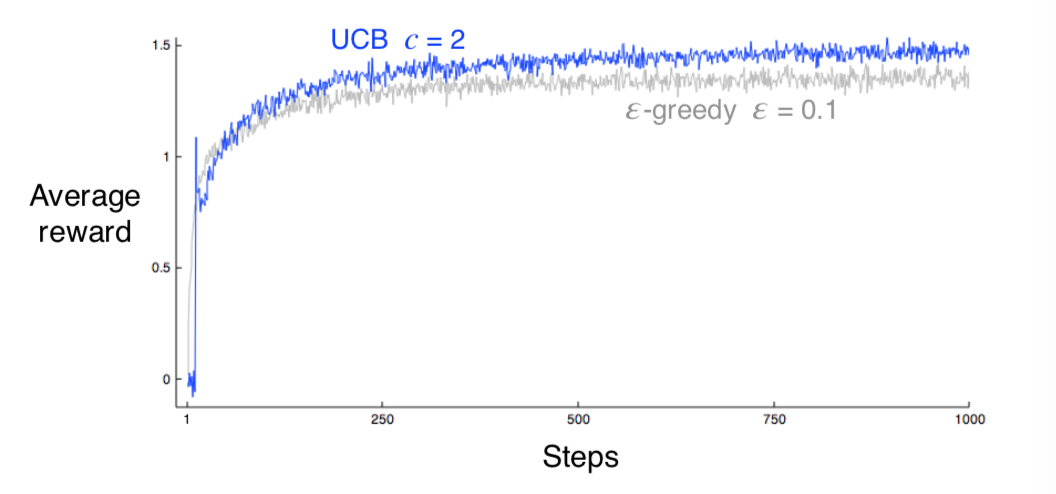 UCB c = 2
1.5
ε-greedy ε = 0.1
1
Average
reward
0.5
0
1
250
500
750
1000
Steps